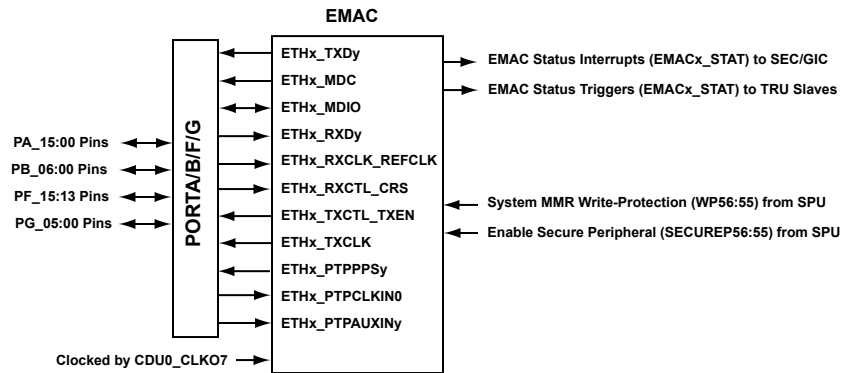 EMAC
ETHx_TXDy
ETHx_MDC
ETHx_MDIO
ETHx_RXDy
ETHx_RXCLK_REFCLK
ETHx_RXCTL_CRS
ETHx_TXCTL_TXEN
ETHx_TXCLK
ETHx_PTPPPSy
ETHx_PTPCLKIN0
ETHx_PTPAUXINy
PORTA/B/F/G
PA_15:00 Pins
PB_06:00 Pins
PF_15:13 Pins
PG_05:00 Pins
Clocked by CDU0_CLKO7
EMAC Status Interrupts (EMACx_STAT) to SEC/GIC
EMAC Status Triggers (EMACx_STAT) to TRU Slaves
System MMR Write-Protection (WP56:55) from SPU
Enable Secure Peripheral (SECUREP56:55) from SPU